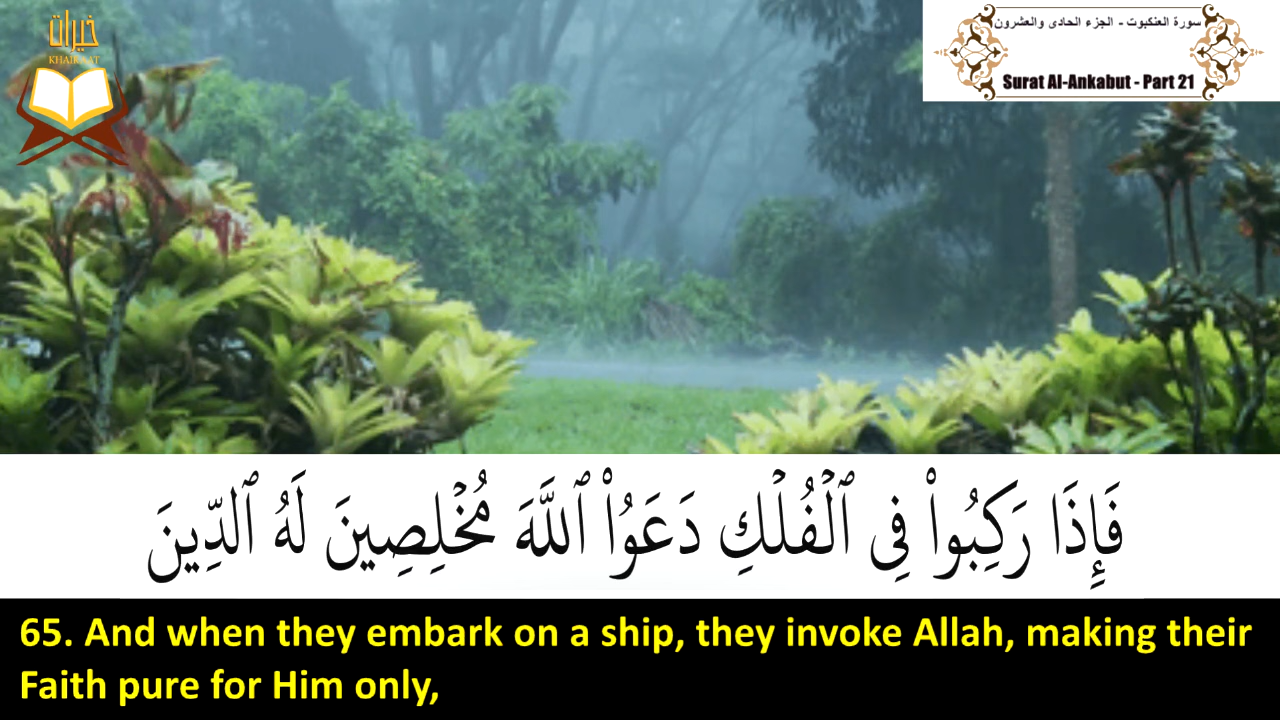 خيرات
KHAIRAAT
سورة العنكبوت - الجزء الحادى والعشرون
Surat Al-Ankabut - Part 21
فَإِذَا رَكِبُوا۟ فِى ٱلْفُلْكِ دَعَوُا۟ ٱللَّهَ مُخْلِصِينَ لَهُ ٱلدِّينَ
65. And when they embark on a ship, they invoke Allah, making their
Faith pure for Him only,